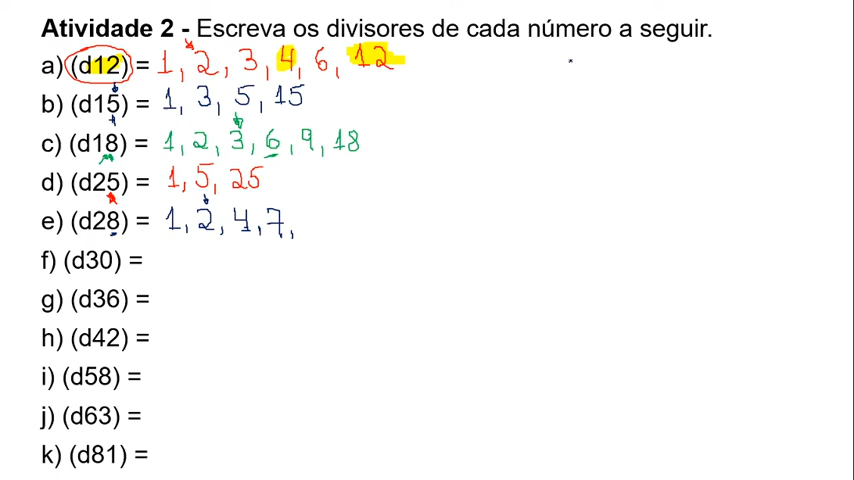 Atividade 2 - Escreva os divisores de cada número a seguir.
a) (d12) = 1, 2, 3, 4, 6, 12
b) (d15) = 1, 3, 5, 15
c) (d18) = 1, 2, 3, 6, 9, 18
d) (d25) = 1, 5, 25
e) (d28) = 1, 2, 4, 7,
f) (d30) =
g) (d36) =
h) (d42) =
i) (d58) =
j) (d63) =
k) (d81) =